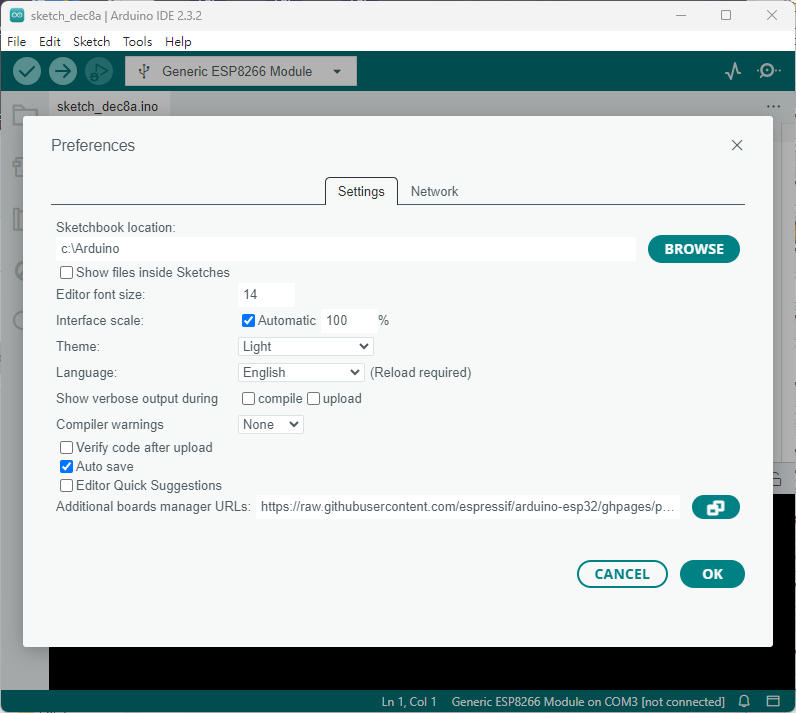 sketch_dec8a | Arduino IDE 2.3.2
File Edit Sketch Tools Help
Generic ESP8266 Module
sketch_dec8a.ino
Preferences
Settings Network
Sketchbook location:
c:\Arduino BROWSE
Show files inside Sketches
Editor font size: 14
Interface scale: Automatic 100 %
Theme: Light
Language: English (Reload required)
Show verbose output during compile upload
Compiler warnings None
Verify code after upload
Auto save
Editor Quick Suggestions
Additional boards manager URLs: https://raw.githubusercontent.com/espressif/arduino-esp32/ghpages/p...
CANCEL OK
Ln 1, Col 1 Generic ESP8266 Module on COM3 [not connected]